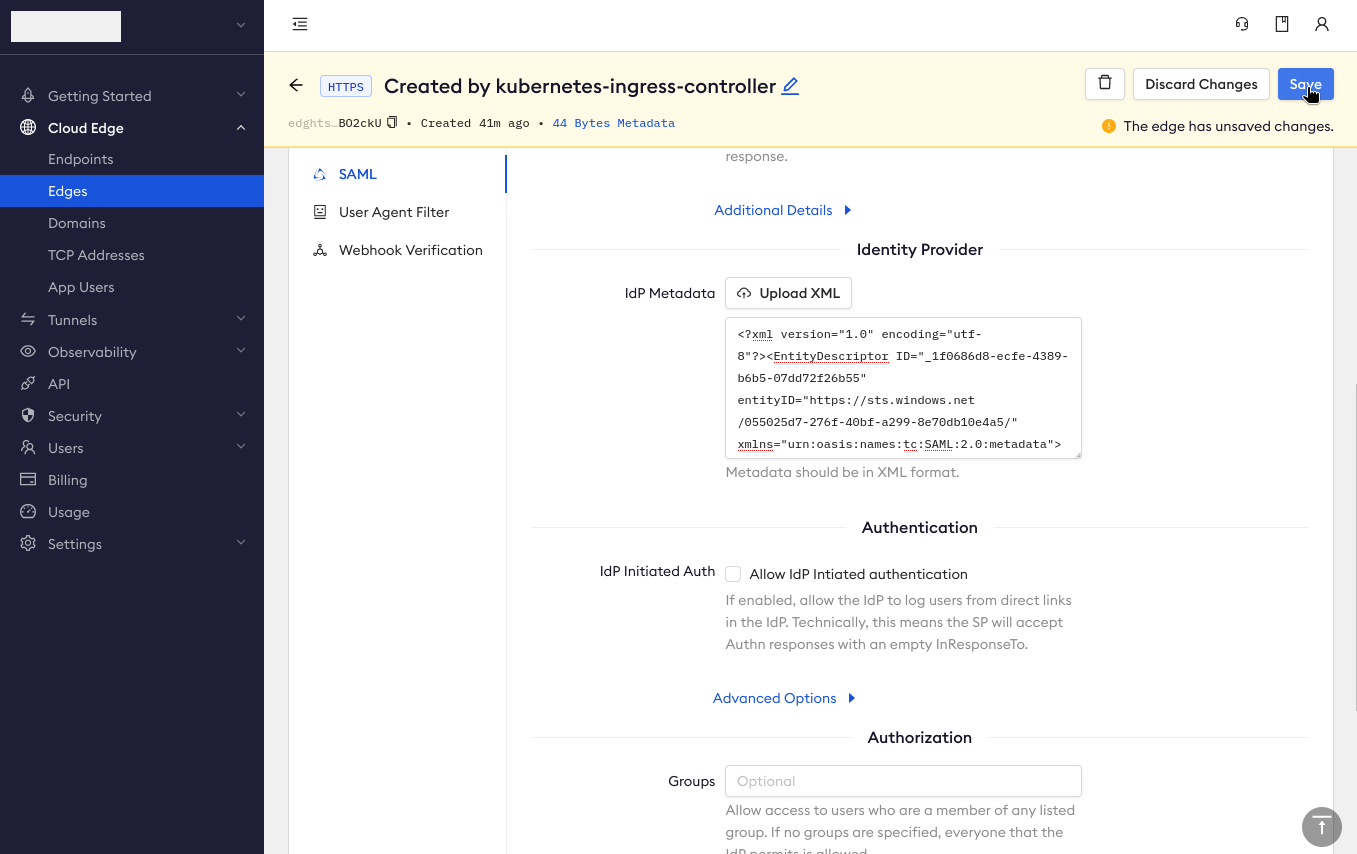 HTTPS
Created by kubernetes-ingress-controller
Discard Changes
Save
edghts…BO2ckU • Created 41m ago • 44 Bytes Metadata
The edge has unsaved changes.
Getting Started
Cloud Edge
Endpoints
Edges
Domains
TCP Addresses
App Users
Tunnels
Observability
API
Security
Users
Billing
Usage
Settings
SAML
User Agent Filter
Webhook Verification
response.
Additional Details
Identity Provider
IdP Metadata
Upload XML
<?xml version="1.0" encoding="utf-
8"?><EntityDescriptor ID="_1f0686d8-ecfe-4389-
b6b5-07dd72f26b55"
entityID="https://sts.windows.net
/055025d7-276f-40bf-a299-8e70db10e4a5/"
xmlns="urn:oasis:names:tc:SAML:2.0:metadata">
Metadata should be in XML format.
Authentication
IdP Initiated Auth
Allow IdP Intiated authentication
If enabled, allow the IdP to log users from direct links
in the IdP. Technically, this means the SP will accept
Authn responses with an empty InResponseTo.
Advanced Options
Authorization
Groups
Optional
Allow access to users who are a member of any listed
group. If no groups are specified, everyone that the
IdP permits is allowed.